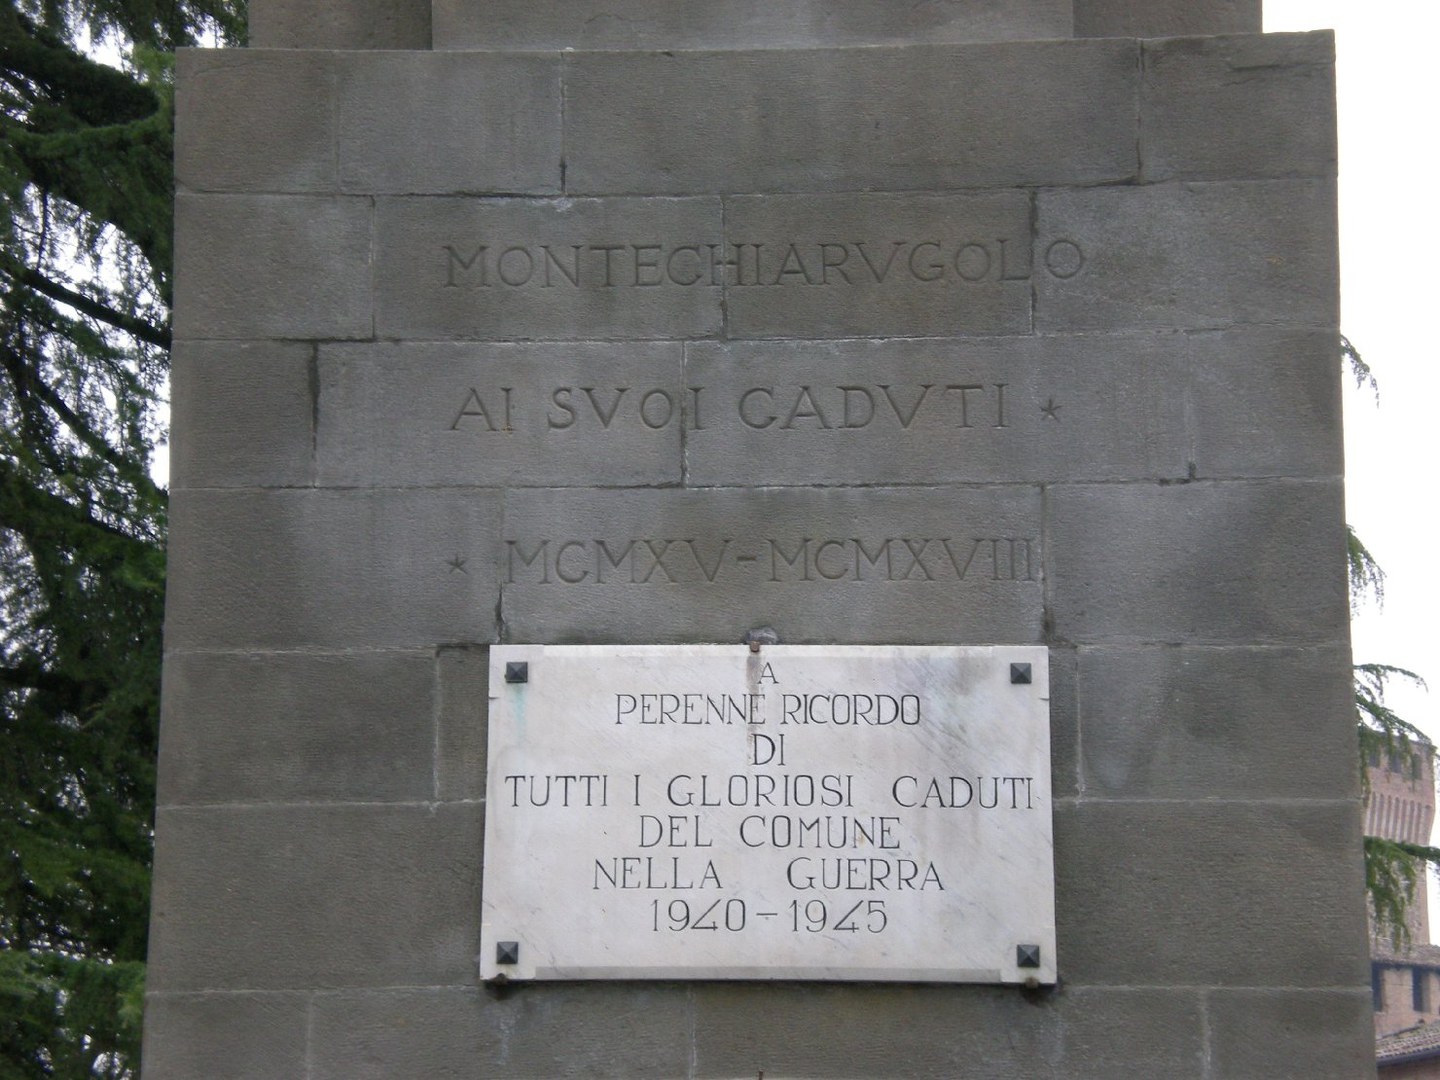 MONTECHIARVGOLO
AI SVOI CADVTI *
* MCMXV-MCMXVIII
A
PERENNE RICORDO
DI
TUTTI I GLORIOSI CADUTI
DEL COMUNE
NELLA GUERRA
1940-1945